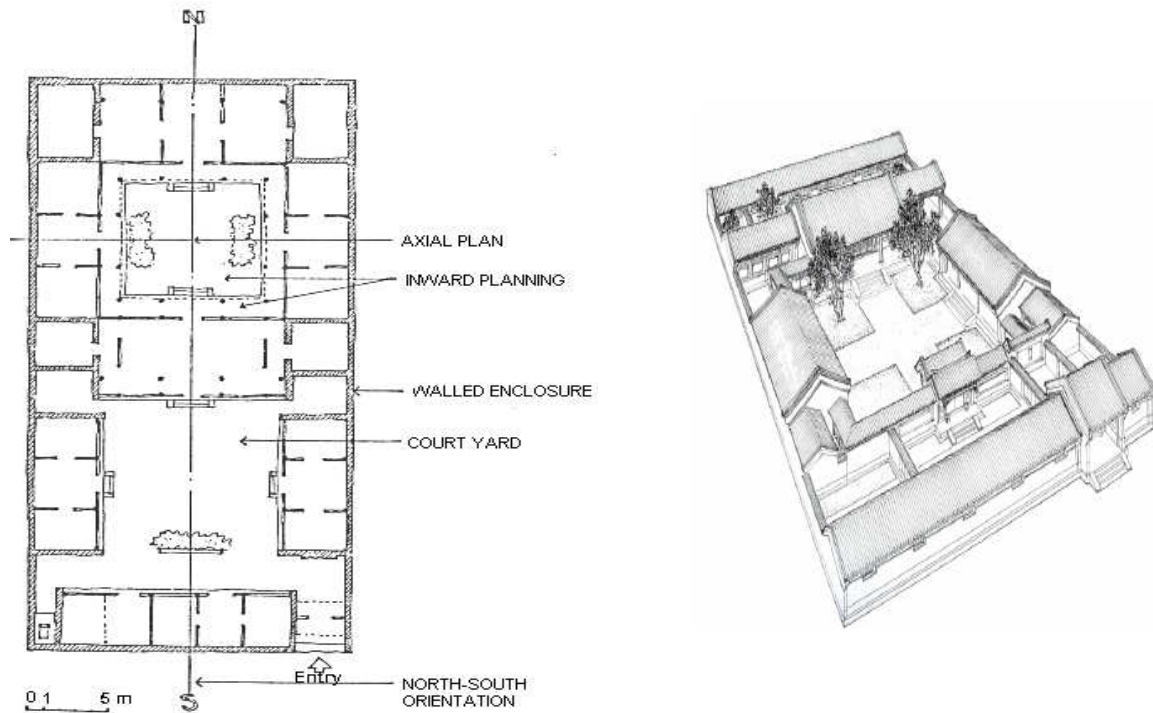 N
AXIAL PLAN
INWARD PLANNING
WALLED ENCLOSURE
COURT YARD
Entry
NORTH-SOUTH
ORIENTATION
S
0 1 5 m